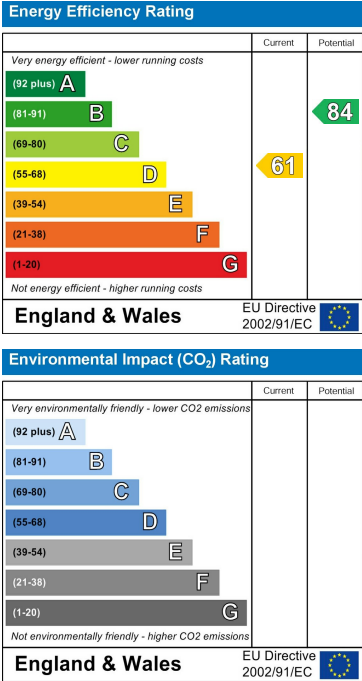 Energy Efficiency Rating
Current Potential
Very energy efficient - lower running costs
(92 plus) A
(81-91) B
84
(69-80) C
(55-68) D
61
(39-54) E
(21-38) F
(1-20) G
Not energy efficient - higher running costs
England & Wales
EU Directive
2002/91/EC
Environmental Impact (CO₂) Rating
Current Potential
Very environmentally friendly - lower CO2 emissions
(92 plus) A
(81-91) B
(69-80) C
(55-68) D
(39-54) E
(21-38) F
(1-20) G
Not environmentally friendly - higher CO2 emissions
England & Wales
EU Directive
2002/91/EC